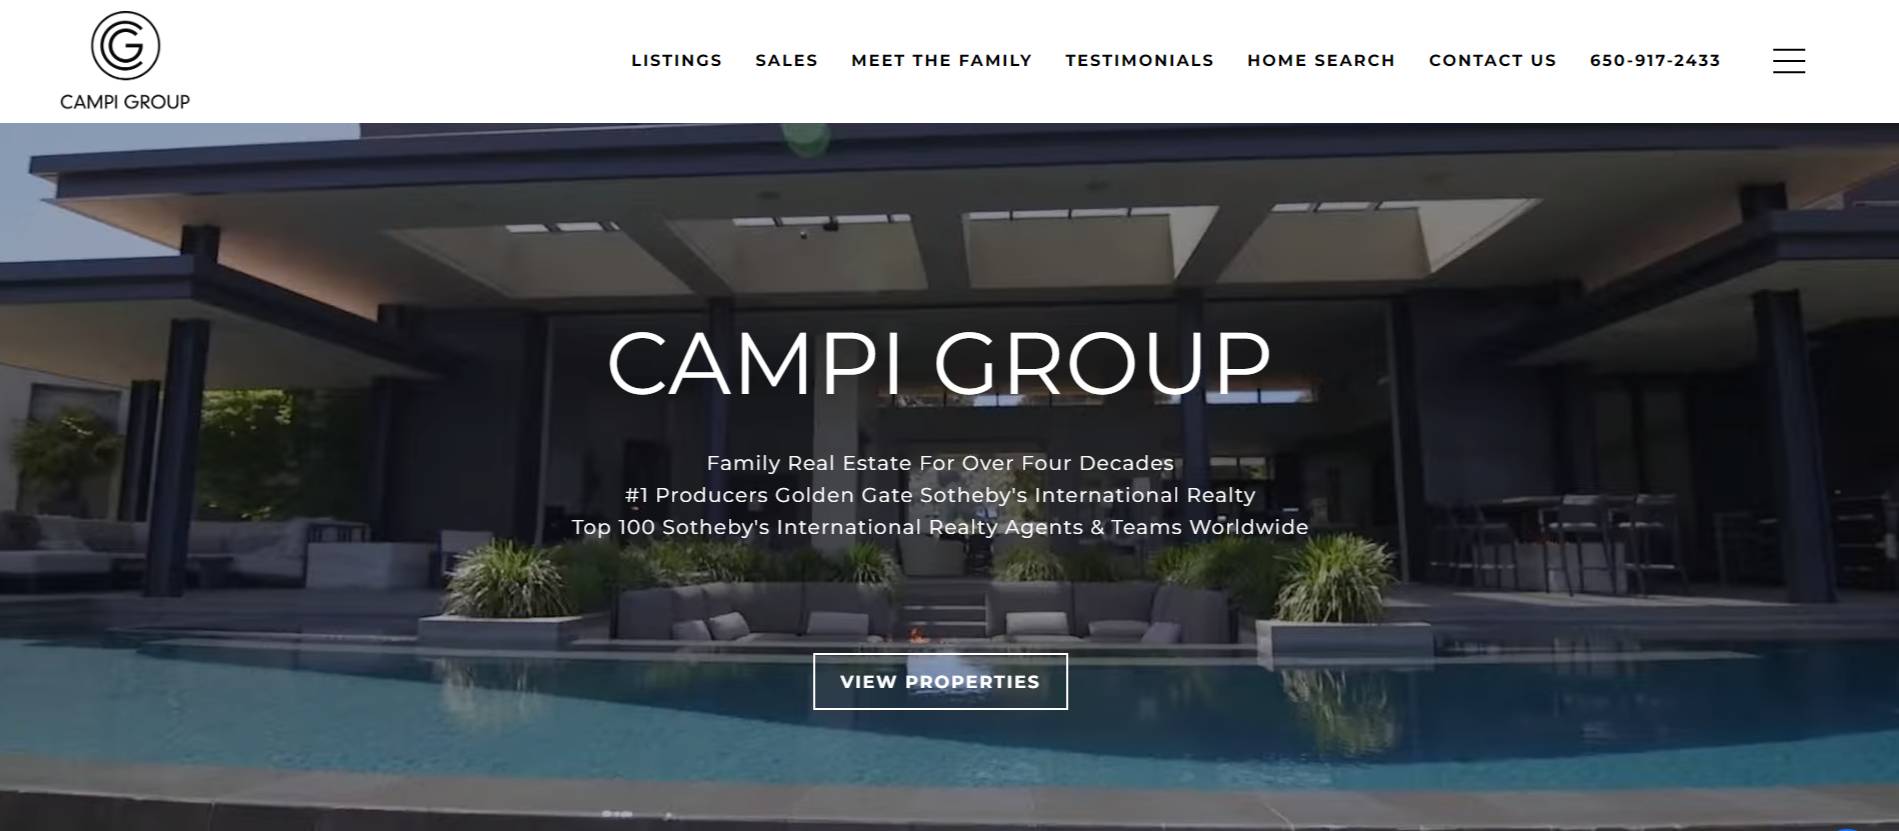 CAMPI GROUP
LISTINGS SALES MEET THE FAMILY TESTIMONIALS HOME SEARCH CONTACT US 650-917-2433
CAMPI GROUP
Family Real Estate For Over Four Decades
#1 Producers Golden Gate Sotheby's International Realty
Top 100 Sotheby's International Realty Agents & Teams Worldwide
VIEW PROPERTIES